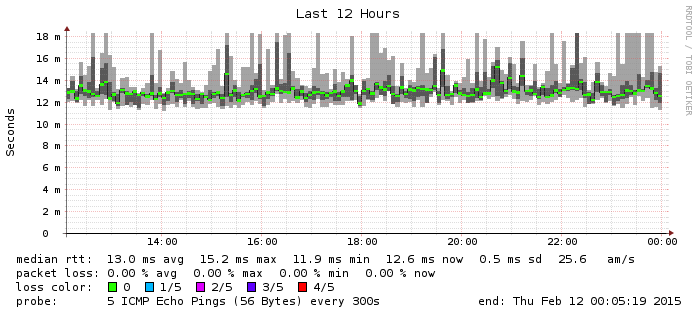 Last 12 Hours
RRDTOOL / TOBI OETIKER
Seconds
18 m
16 m
14 m
12 m
10 m
8 m
6 m
4 m
2 m
0
14:00 16:00 18:00 20:00 22:00 00:00
median rtt: 13.0 ms avg 15.2 ms max 11.9 ms min 12.6 ms now 0.5 ms sd 25.6 am/s
packet loss: 0.00 % avg 0.00 % max 0.00 % min 0.00 % now
loss color: 0 1/5 2/5 3/5 4/5
probe: 5 ICMP Echo Pings (56 Bytes) every 300s end: Thu Feb 12 00:05:19 2015